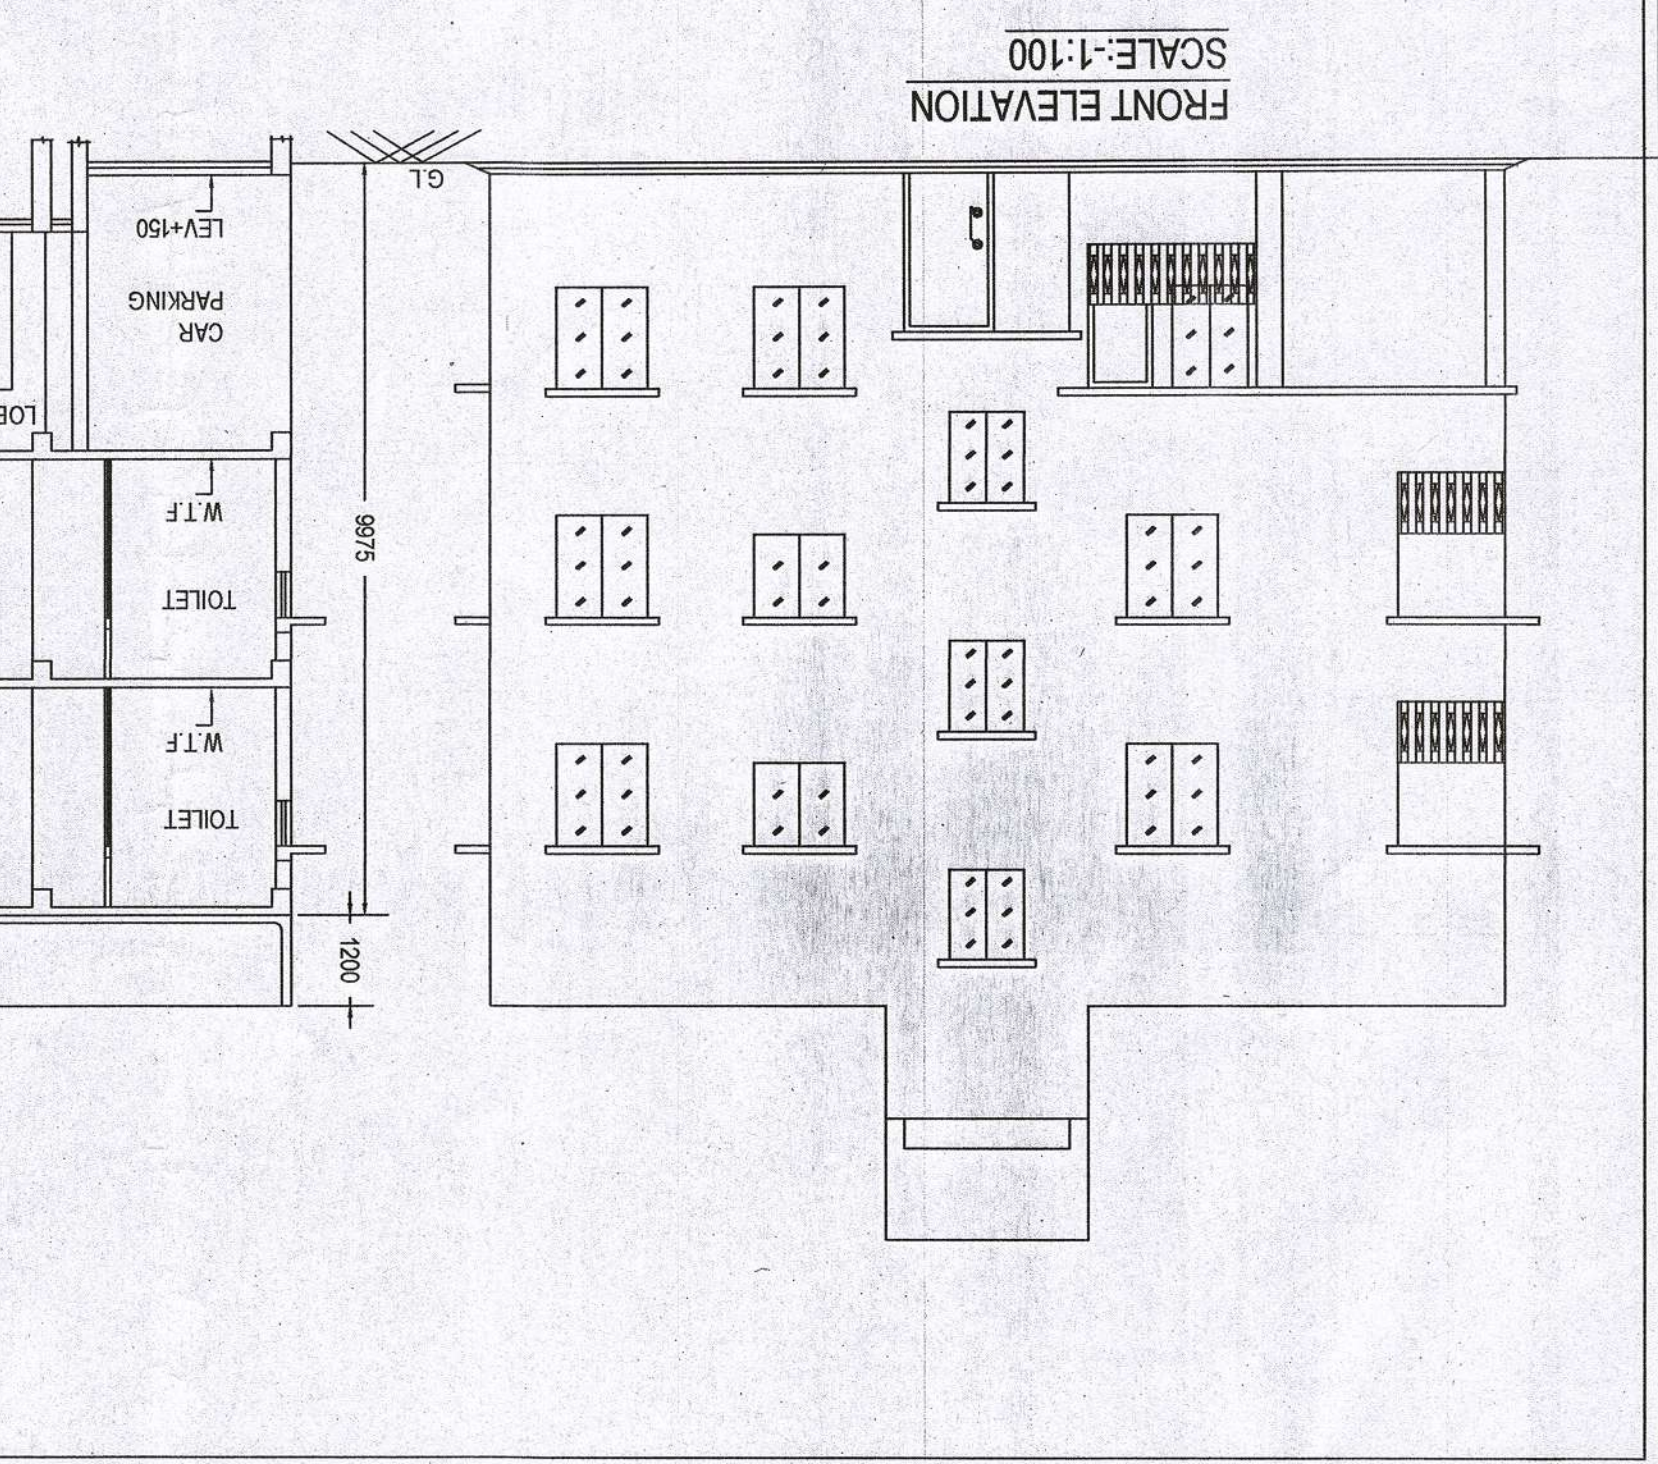 1200
TOILET
W.T.F
TOILET
9975
W.T.F
CAR
PARKING
LEV+150
G.L
FRONT ELEVATION
SCALE:-1:100